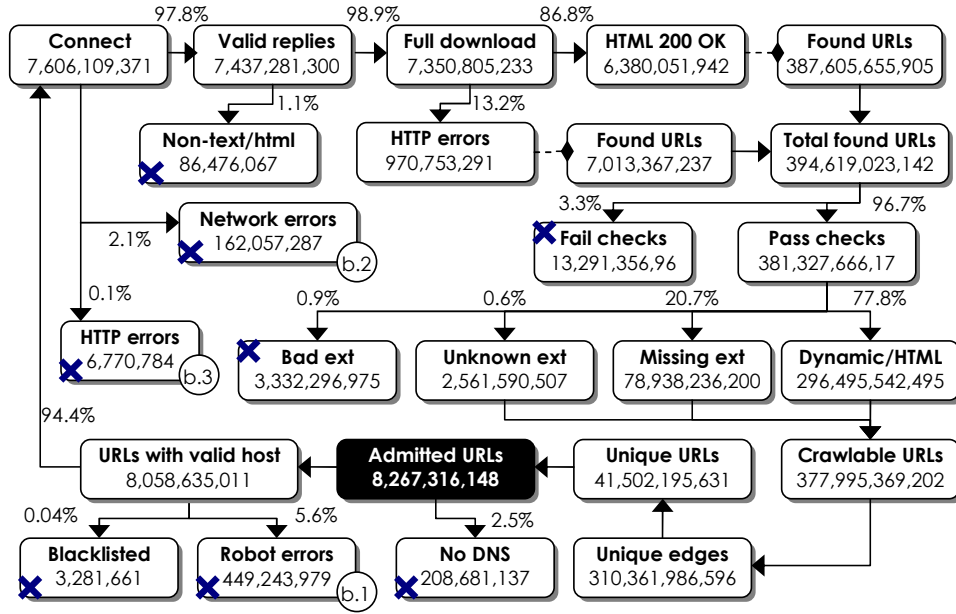 97.8%
98.9%
86.8%
Connect
7,606,109,371
Valid replies
7,437,281,300
Full download
7,350,805,233
HTML 200 OK
6,380,051,942
Found URLs
387,605,655,905
1.1%
13.2%
Non-text/html
86,476,067
HTTP errors
970,753,291
Found URLs
7,013,367,237
Total found URLs
394,619,023,142
3.3%
96.7%
Network errors
162,057,287
b.2
2.1%
Fail checks
13,291,356,96
Pass checks
381,327,666,17
0.1%
0.9%
0.6%
20.7%
77.8%
HTTP errors
6,770,784
b.3
Bad ext
3,332,296,975
Unknown ext
2,561,590,507
Missing ext
78,938,236,200
Dynamic/HTML
296,495,542,495
94.4%
URLs with valid host
8,058,635,011
Admitted URLs
8,267,316,148
Unique URLs
41,502,195,631
Crawlable URLs
377,995,369,202
0.04%
5.6%
2.5%
Blacklisted
3,281,661
Robot errors
449,243,979
b.1
No DNS
208,681,137
Unique edges
310,361,986,596